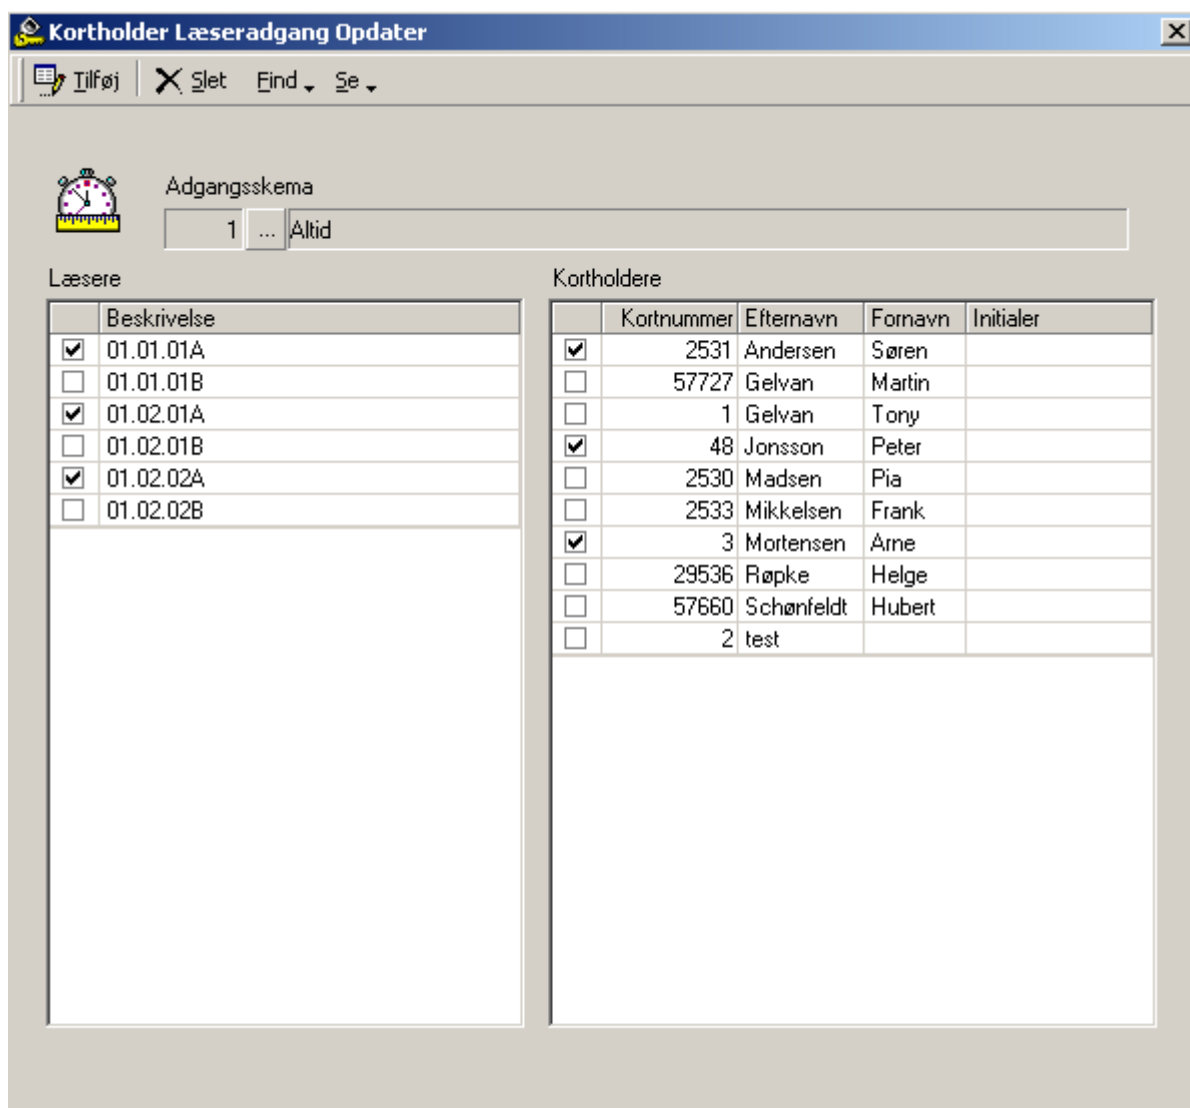 Kortholder Læseradgang Opdater
Tilføj Slet Find Se
Adgangsskema
1 ... Altid
Læsere
Beskrivelse
01.01.01A
01.01.01B
01.02.01A
01.02.01B
01.02.02A
01.02.02B
Kortholdere
Kortnummer Efternavn Fornavn Initialer
2531 Andersen Søren
57727 Gelvan Martin
1 Gelvan Tony
48 Jonsson Peter
2530 Madsen Pia
2533 Mikkelsen Frank
3 Mortensen Arne
29536 Røpke Helge
57660 Schønfeldt Hubert
2 test